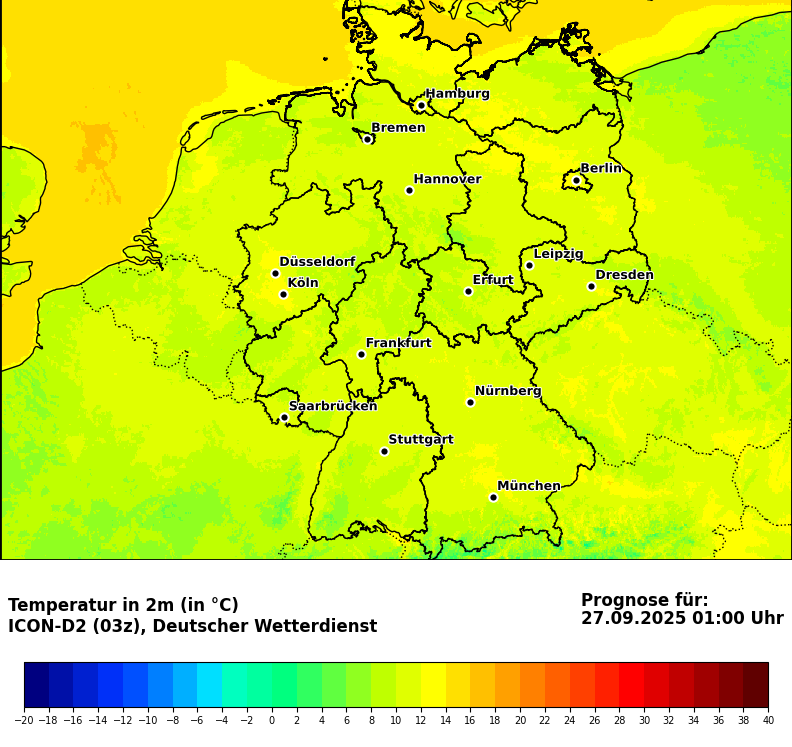 Hamburg
Bremen
Berlin
Hannover
Leipzig
Düsseldorf
Dresden
Köln
Erfurt
Frankfurt
Nürnberg
Saarbrücken
Stuttgart
München
Temperatur in 2m (in °C)
ICON-D2 (03z), Deutscher Wetterdienst
Prognose für:
27.09.2025 01:00 Uhr
−20 −18 −16 −14 −12 −10 −8 −6 −4 −2 0 2 4 6 8 10 12 14 16 18 20 22 24 26 28 30 32 34 36 38 40